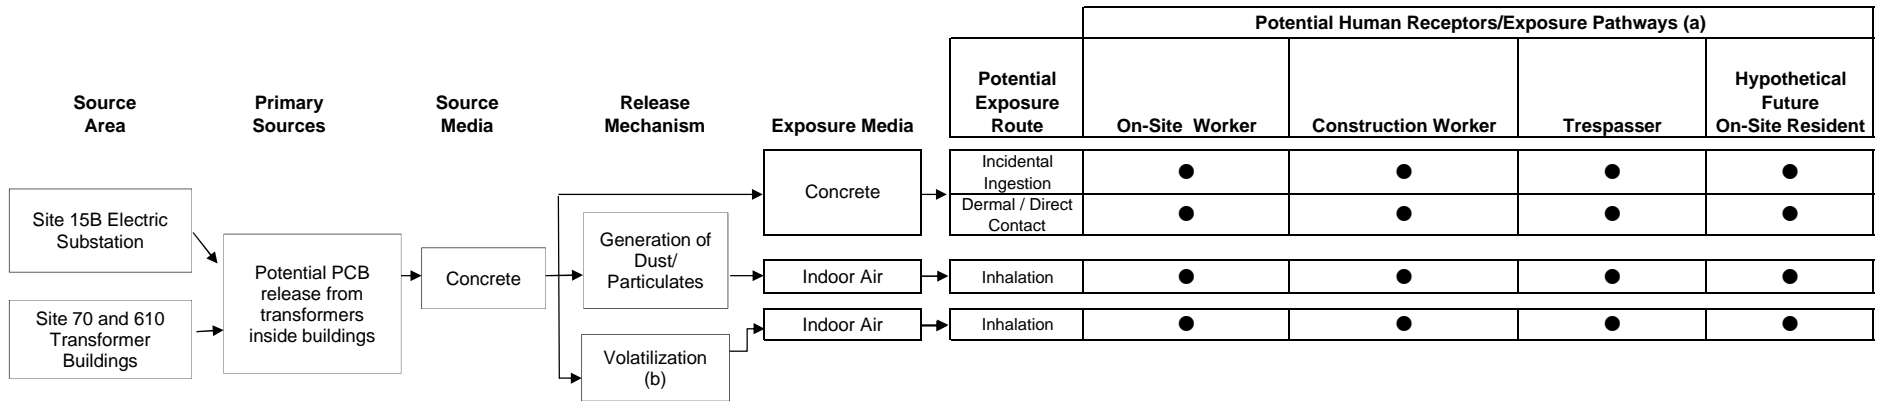 Potential Human Receptors/Exposure Pathways (a)
Source
Area
Primary
Sources
Source
Media
Release
Mechanism
Exposure Media
Potential
Exposure
Route
On-Site Worker
Construction Worker
Trespasser
Hypothetical
Future
On-Site Resident
Site 15B Electric
Substation
Site 70 and 610
Transformer
Buildings
Potential PCB
release from
transformers
inside buildings
Concrete
Generation of
Dust/
Particulates
Volatilization
(b)
Concrete
Incidental
Ingestion
Dermal / Direct
Contact
Indoor Air
Inhalation
Indoor Air
Inhalation